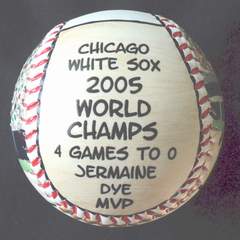 CHICAGO
WHITE SOX
2005
WORLD
CHAMPS
4 GAMES TO 0
JERMAINE
DYE
MVP